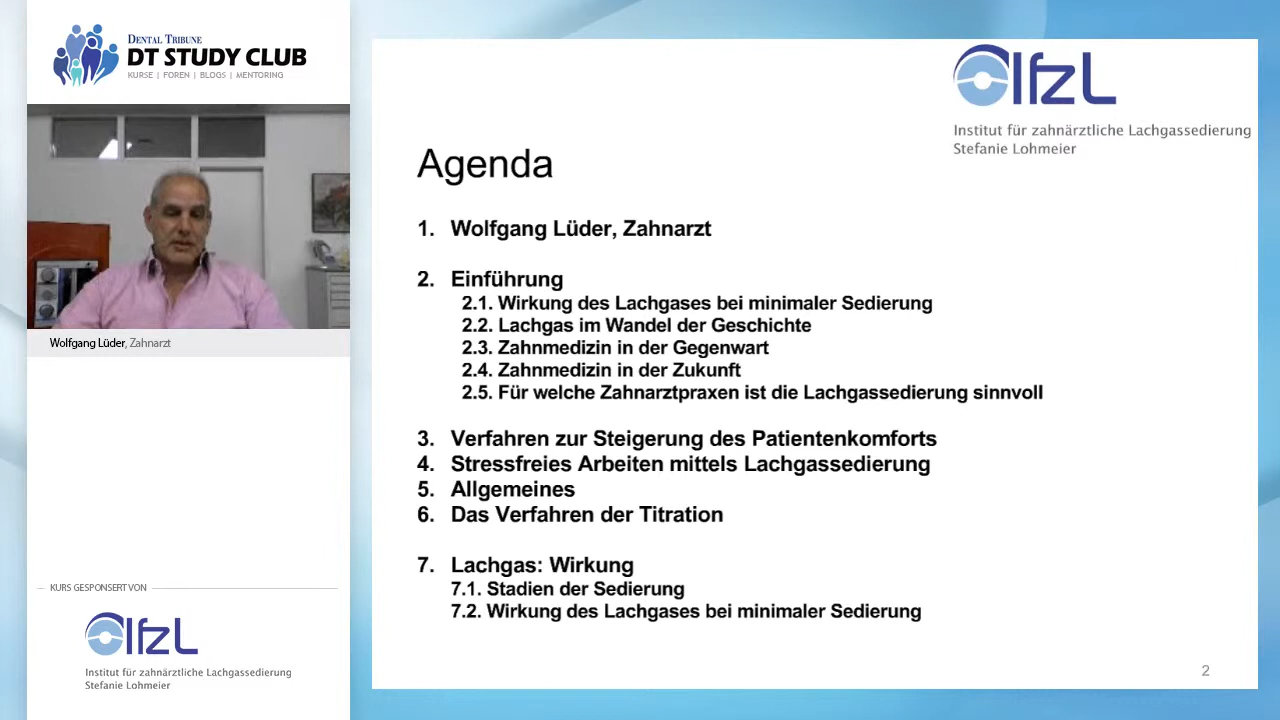 DENTAL TRIBUNE
DT STUDY CLUB
KURSE | FOREN | BLOGS | MENTORING
Wolfgang Lüder, Zahnarzt
KURS GESPONSERT VON
IfzL
Institut für zahnärztliche Lachgassedierung
Stefanie Lohmeier
IfzL
Institut für zahnärztliche Lachgassedierung
Stefanie Lohmeier
Agenda
1. Wolfgang Lüder, Zahnarzt
2. Einführung
2.1. Wirkung des Lachgases bei minimaler Sedierung
2.2. Lachgas im Wandel der Geschichte
2.3. Zahnmedizin in der Gegenwart
2.4. Zahnmedizin in der Zukunft
2.5. Für welche Zahnarztpraxen ist die Lachgassedierung sinnvoll
3. Verfahren zur Steigerung des Patientenkomforts
4. Stressfreies Arbeiten mittels Lachgassedierung
5. Allgemeines
6. Das Verfahren der Titration
7. Lachgas: Wirkung
7.1. Stadien der Sedierung
7.2. Wirkung des Lachgases bei minimaler Sedierung
2